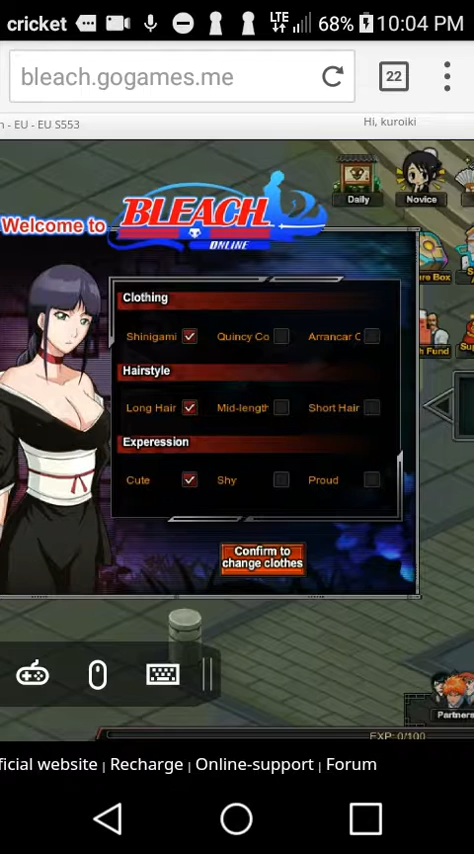 cricket LTE 68% 10:04 PM
bleach.gogames.me 22
- EU - EU S553 Hi, kuroiki
Daily Novice
Welcome to BLEACH
ONLINE
Clothing
Shinigami Quincy Co Arrancar C
Hairstyle
Long Hair Mid-length Short Hair
Experession
Cute Shy Proud
Confirm to
change clothes
Partners
EXP: 0/100
ficial website | Recharge | Online-support | Forum